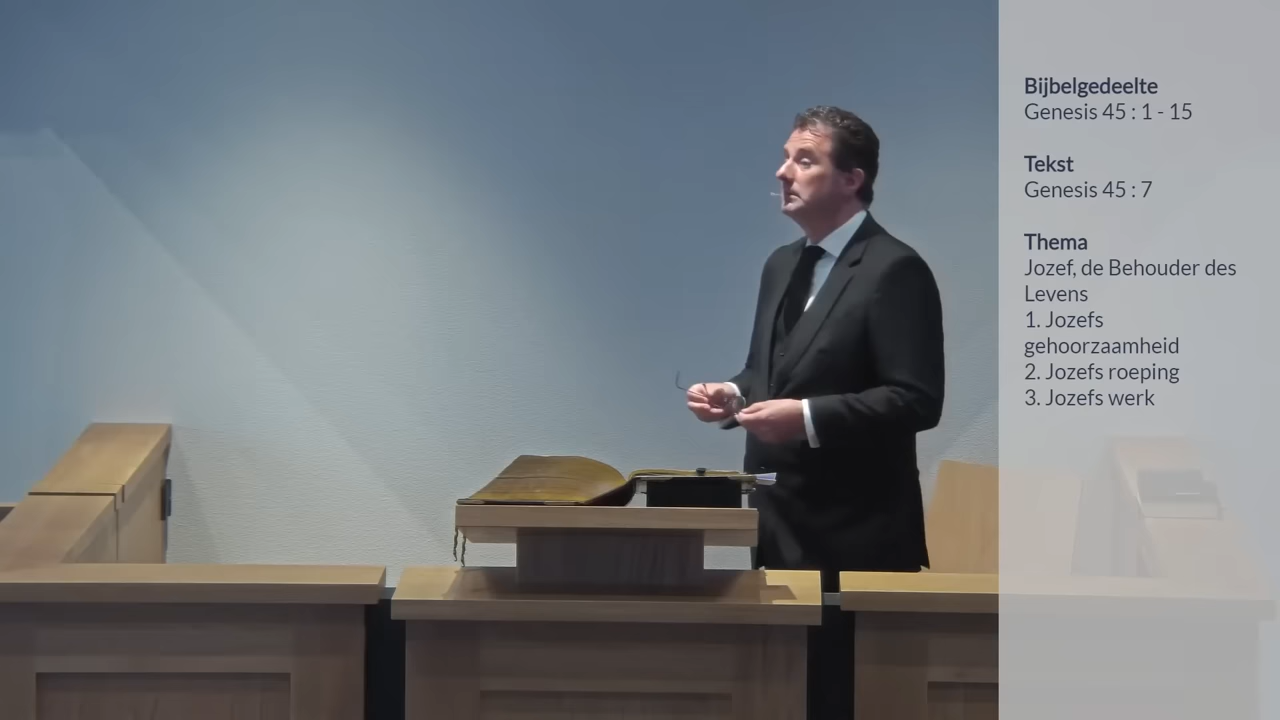 Bijbelgedeelte
Genesis 45 : 1 - 15
Tekst
Genesis 45 : 7
Thema
Jozef, de Behouder des
Levens
1. Jozefs
gehoorzaamheid
2. Jozefs roeping
3. Jozefs werk